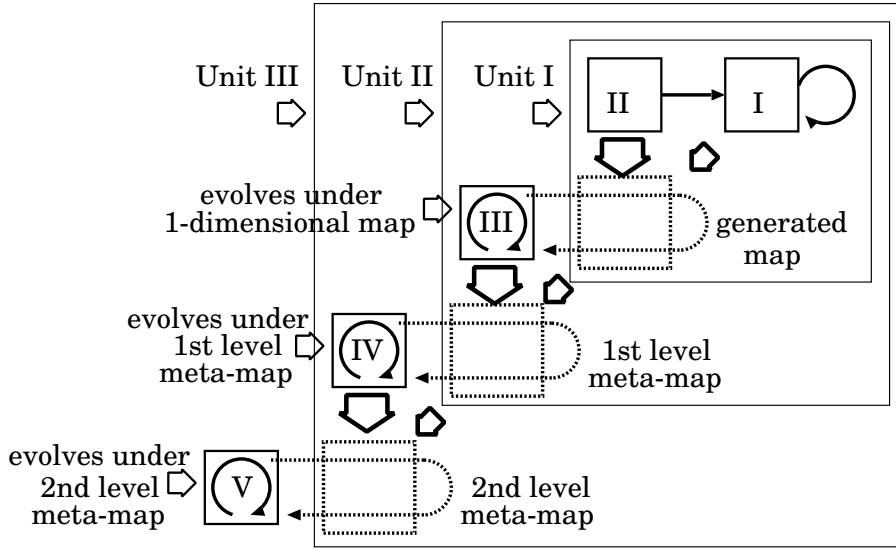 Unit III
Unit II
Unit I
II
I
evolves under
1-dimensional map
III
generated
map
evolves under
1st level
meta-map
IV
1st level
meta-map
evolves under
2nd level
meta-map
V
2nd level
meta-map